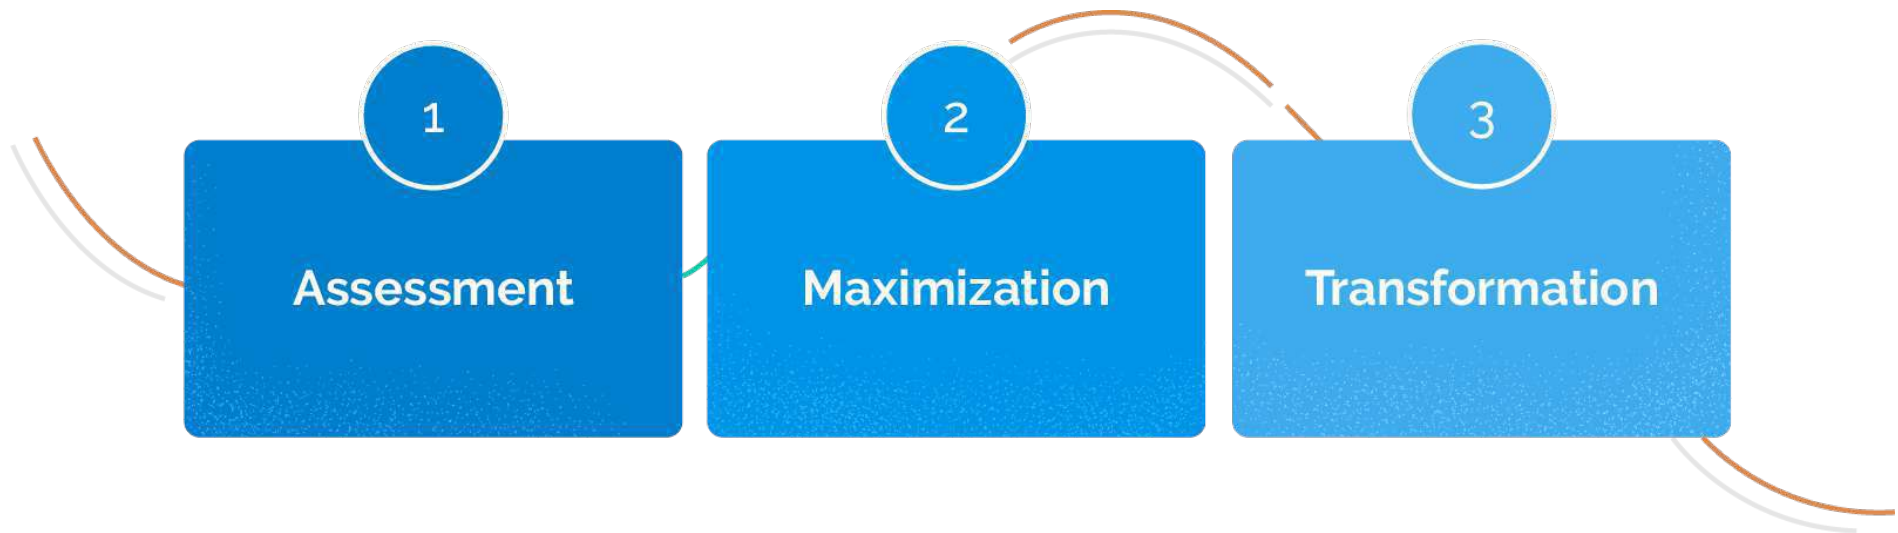 1
Assessment
2
Maximization
3
Transformation